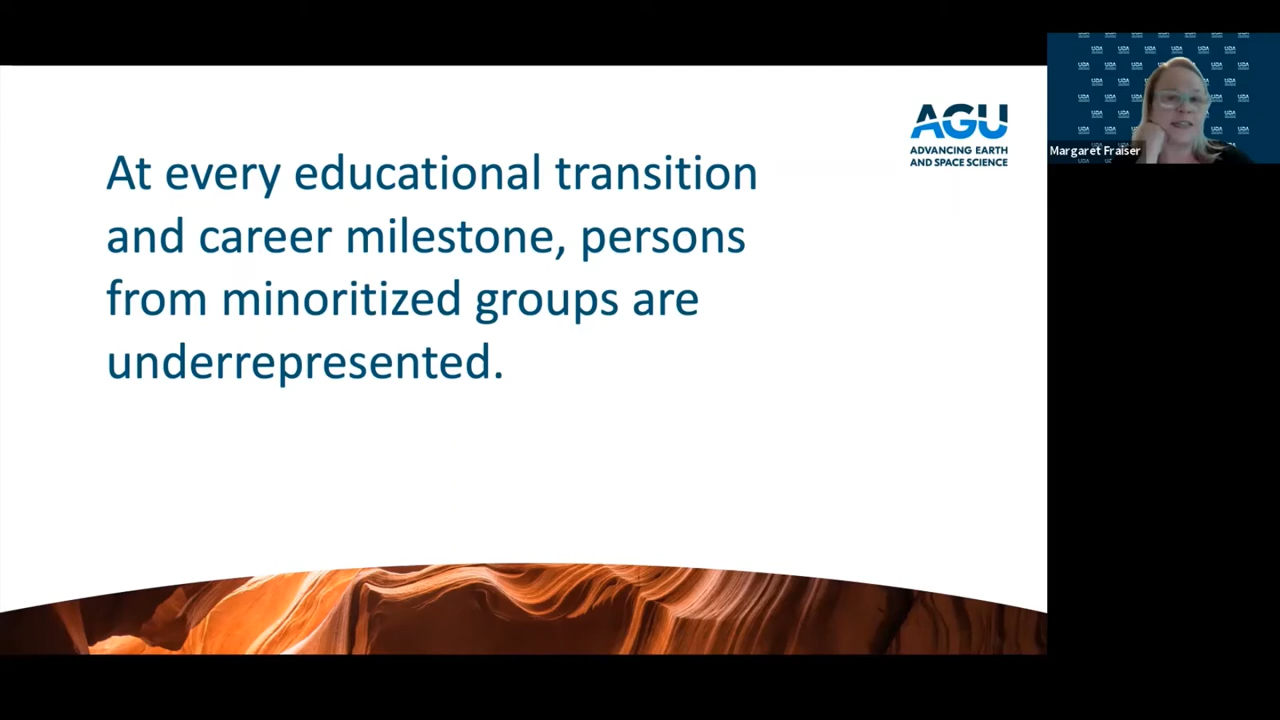 At every educational transition
and career milestone, persons
from minoritized groups are
underrepresented.
AGU
ADVANCING EARTH
AND SPACE SCIENCE
Margaret Fraiser